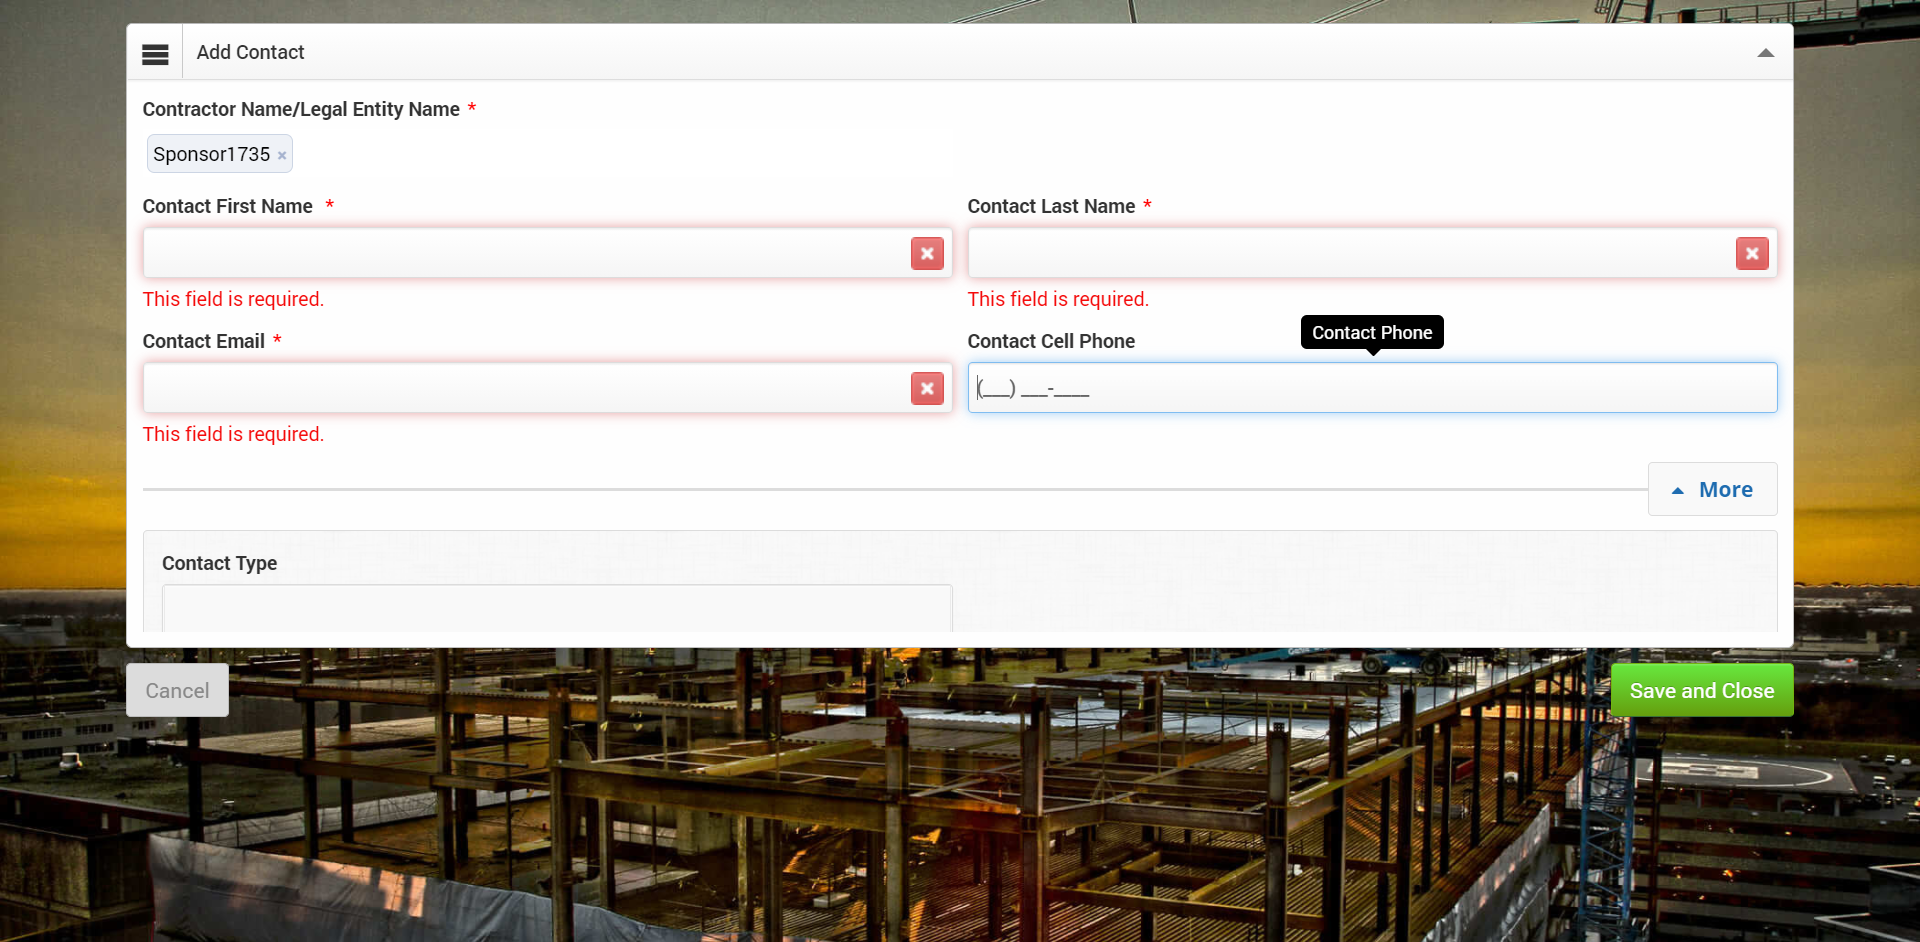 Add Contact
Contractor Name/Legal Entity Name *
Sponsor1735 ×
Contact First Name *
Contact Last Name *
This field is required.
This field is required.
Contact Email *
Contact Cell Phone
Contact Phone
(___) ___-____
This field is required.
More
Contact Type
Cancel
Save and Close